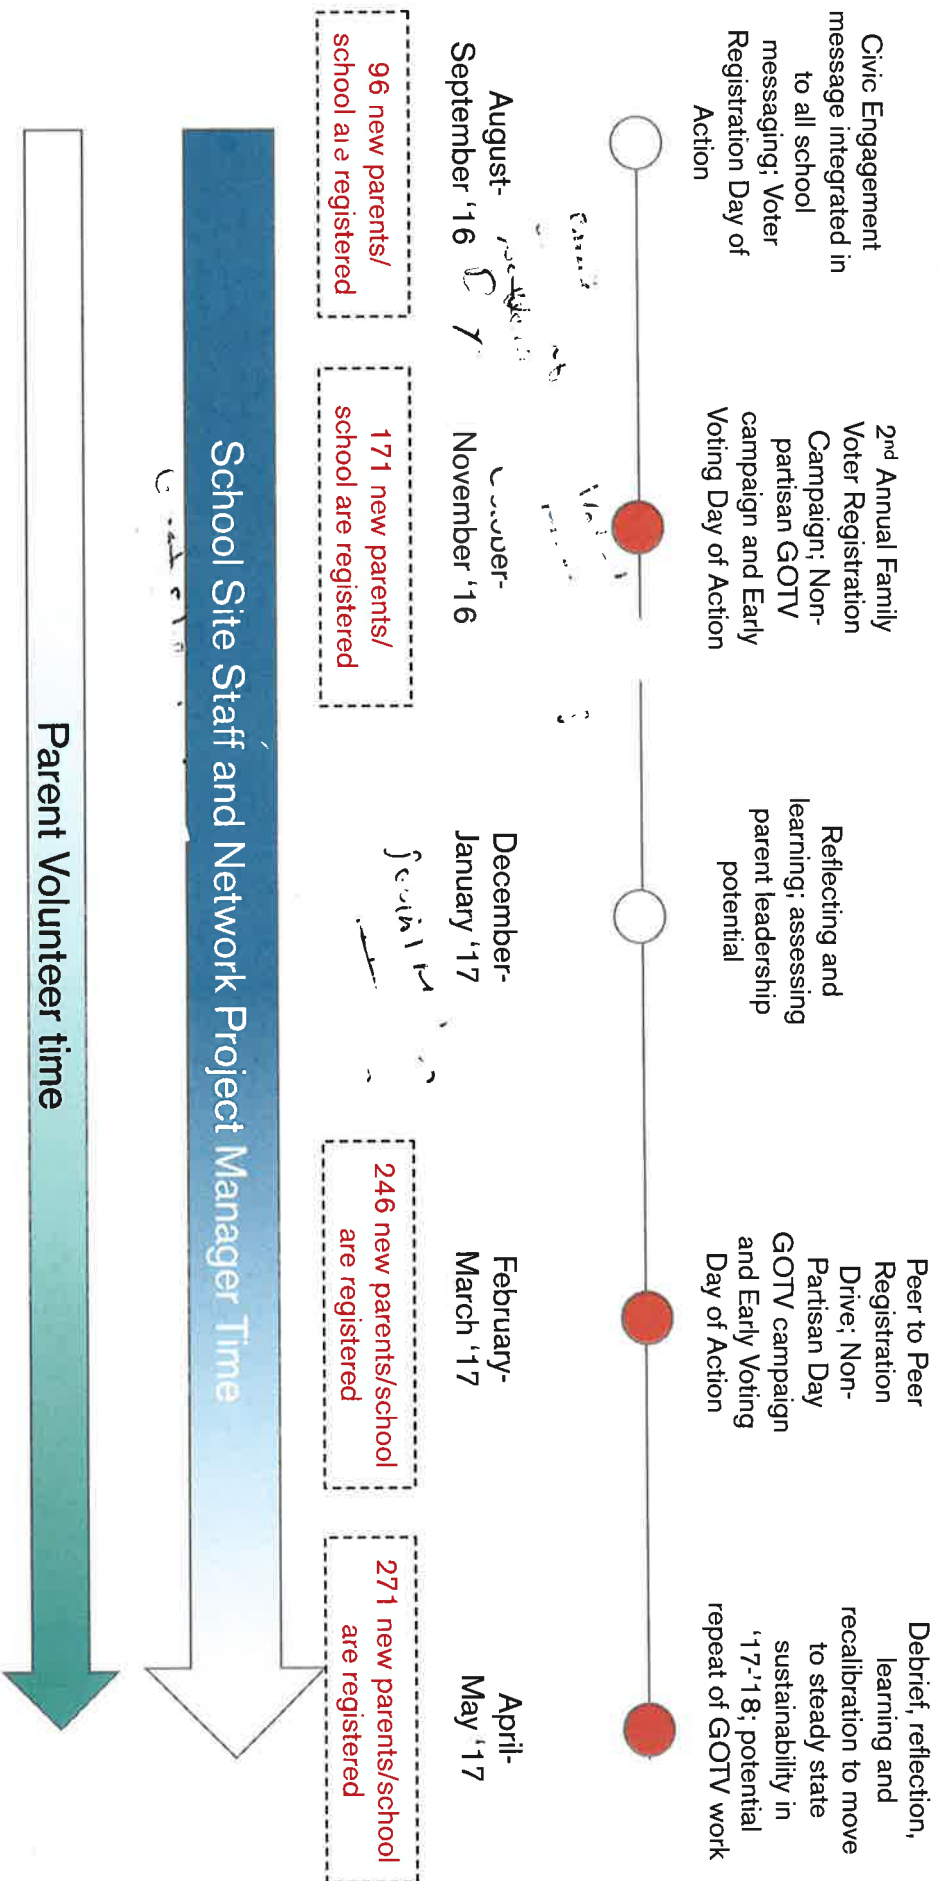 Civic Engagement
message integrated in
to all school
messaging; Voter
Registration Day of
Action
2nd Annual Family
Voter Registration
Campaign; Non-
partisan GOTV
campaign and Early
Voting Day of Action
Reflecting and
learning; assessing
parent leadership
potential
Peer to Peer
Registration
Drive; Non-
Partisan Day
GOTV campaign
and Early Voting
Day of Action
Debrief, reflection,
learning and
recalibration to move
to steady state
sustainability in
‘17-’18; potential
repeat of GOTV work
August-
September ‘16
November ‘16
December-
January ‘17
February-
March ‘17
April-
May ‘17
96 new parents/
school are registered
171 new parents/
school are registered
246 new parents/school
are registered
271 new parents/school
are registered
School Site Staff and Network Project Manager Time
Parent Volunteer time